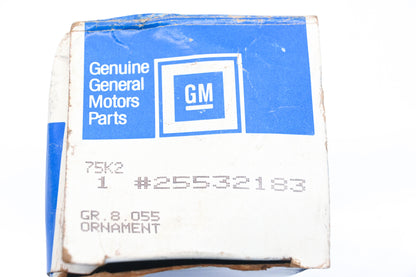 Genuine
General
Motors
Parts
GM
75K2
1 #25532183
GR.8.055
ORNAMENT